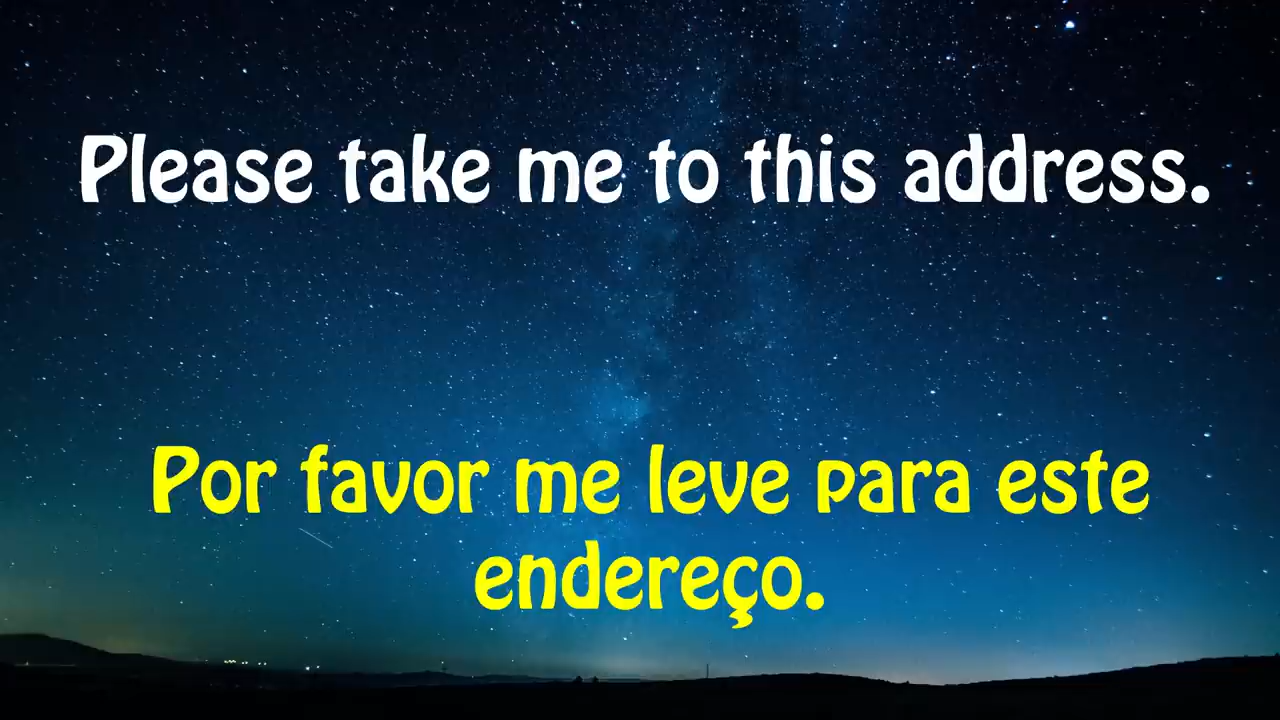 Please take me to this address.
Por favor me leve para este
endereço.